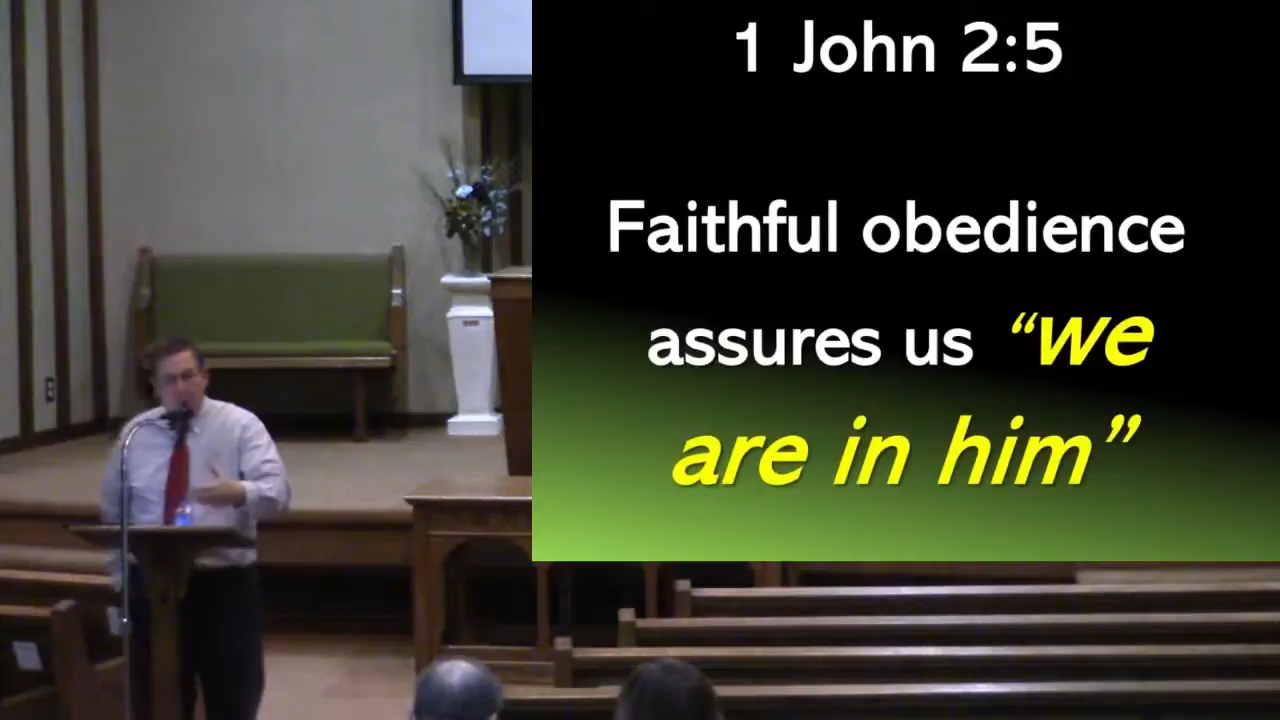 1 John 2:5
Faithful obedience
assures us “we
are in him”